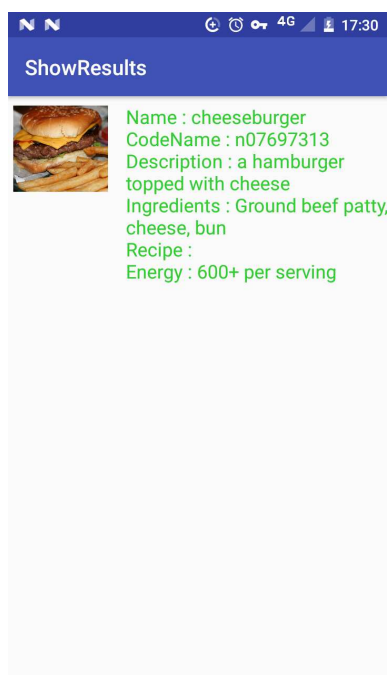 N N 4G 17:30
ShowResults
Name : cheeseburger
CodeName : n07697313
Description : a hamburger
topped with cheese
Ingredients : Ground beef patty,
cheese, bun
Recipe :
Energy : 600+ per serving